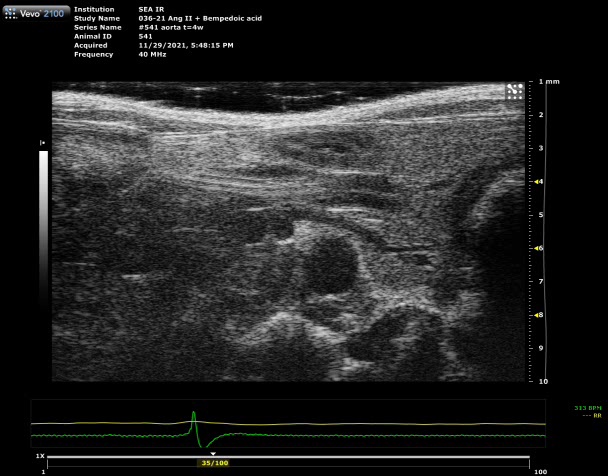 Vevo 2100
Institution SEA IR
Study Name 036-21 Ang II + Bempedoic acid
Series Name #541 aorta t=4w
Animal ID 541
Acquired 11/29/2021, 5:48:15 PM
Frequency 40 MHz
1 mm
2
3
4
5
6
7
8
9
10
313 BPM
--- RR
1X
35/100
1 100